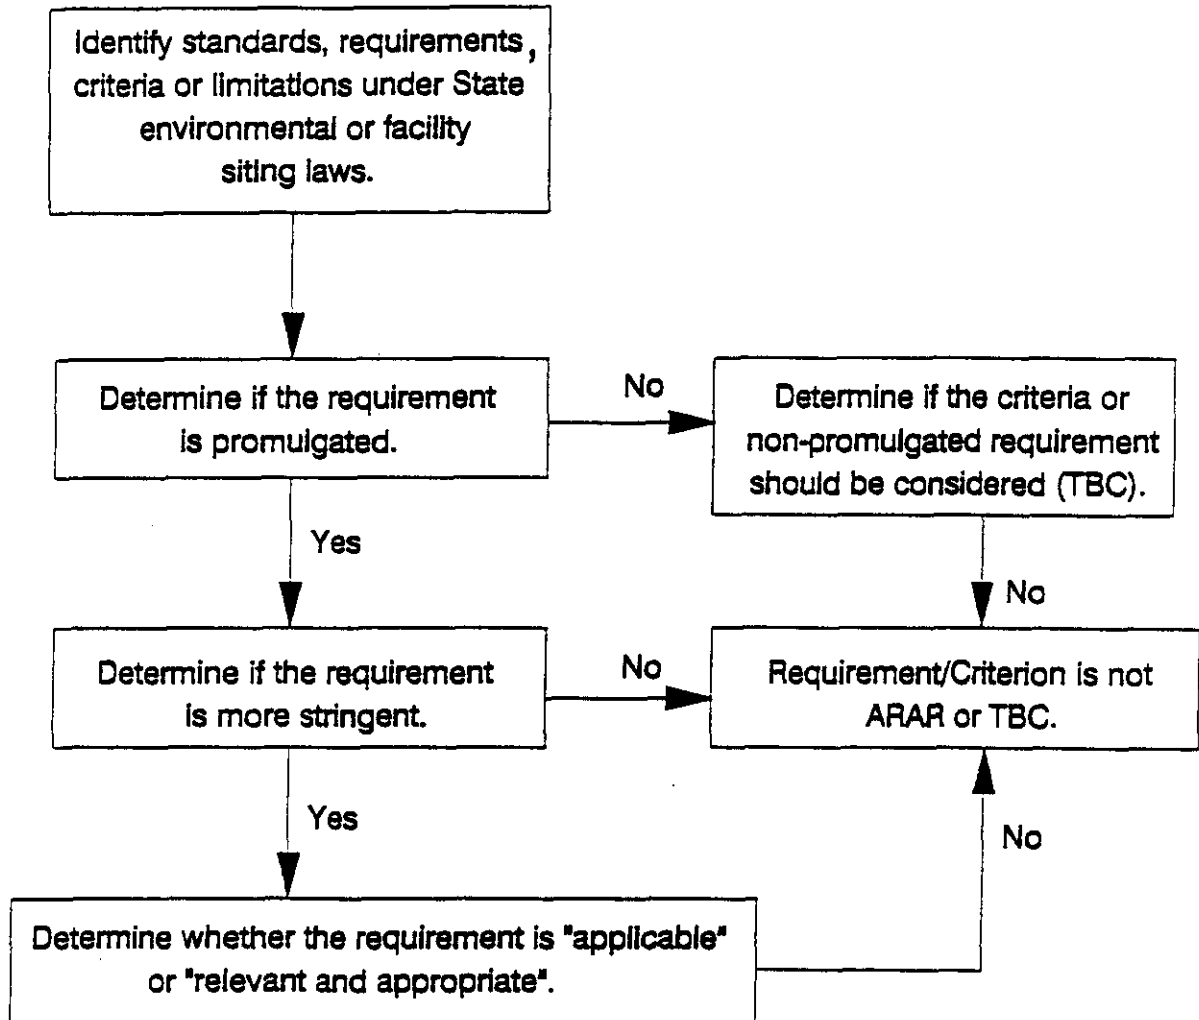 Identify standards, requirements,
criteria or limitations under State
environmental or facility
siting laws.
Determine if the requirement
is promulgated.
No
Determine if the criteria or
non-promulgated requirement
should be considered (TBC).
Yes
No
Determine if the requirement
is more stringent.
No
Requirement/Criterion is not
ARAR or TBC.
Yes
No
Determine whether the requirement is "applicable"
or "relevant and appropriate".